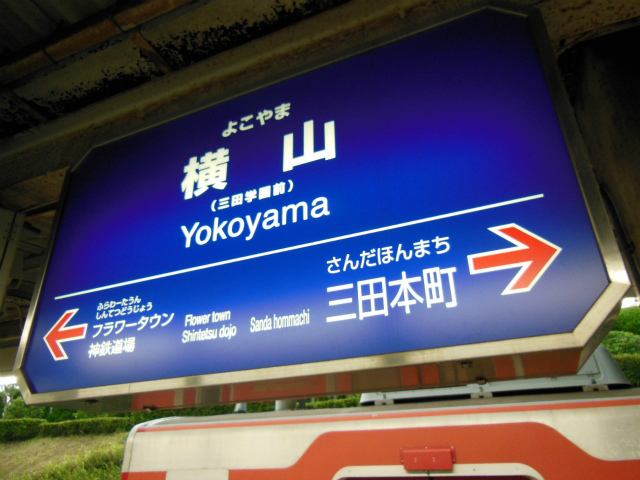 よこやま
横山
(三田学園前)
Yokoyama
ふらわーたうん
しんてつどうじょう
フラワータウン
神鉄道場
Flower town
Shintetsu dojo
Sanda hommachi
さんだほんまち
三田本町